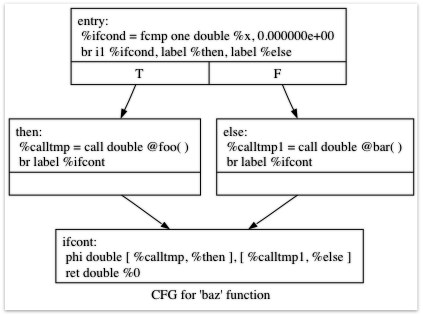 entry:
%ifcond = fcmp one double %x, 0.000000e+00
br i1 %ifcond, label %then, label %else
T F
then:
%calltmp = call double @foo( )
br label %ifcont
else:
%calltmp1 = call double @bar( )
br label %ifcont
ifcont:
phi double [ %calltmp, %then ], [ %calltmp1, %else ]
ret double %0
CFG for 'baz' function